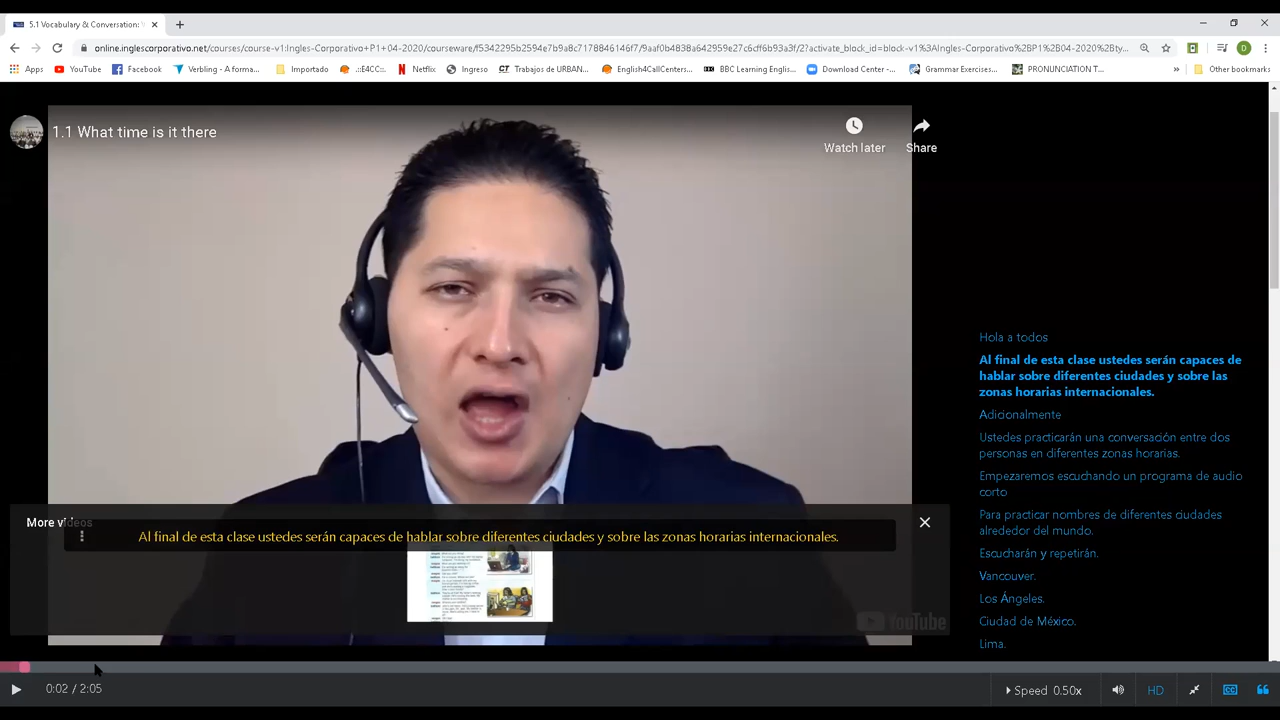 5.1 Vocabulary & Conversation:
online.inglescorporativo.net/courses/course-v1:Ingles-Corporativo+P1+04-2020/courseware/f5342295b2594e7b9a8c7178846146f7/9aaf0b4838a642959e27c6cf6b93a3f/2?activate_block_id=block-v1%3AIngles-Corporativo%2BP1%2B04-2020%2Bty...
Apps YouTube Facebook Verbling - A forma... Importado .::E4CC::. Netflix Ingreso Trabajos de URBAN... English4CallCenters... BBC Learning Englis... Download Center -... Grammar Exercises... PRONUNCIATION T... » Other bookmarks
1.1 What time is it there
Watch later Share
Hola a todos
Al final de esta clase ustedes serán capaces de
hablar sobre diferentes ciudades y sobre las
zonas horarias internacionales.
Adicionalmente
Ustedes practicarán una conversación entre dos
personas en diferentes zonas horarias.
Empezaremos escuchando un programa de audio
corto
Para practicar nombres de diferentes ciudades
alrededor del mundo.
Escucharán y repetirán.
Vancouver.
Los Ángeles.
Ciudad de México.
Lima.
More videos
Al final de esta clase ustedes serán capaces de hablar sobre diferentes ciudades y sobre las zonas horarias internacionales.
YouTube
0:02 / 2:05
Speed 0.50x
HD